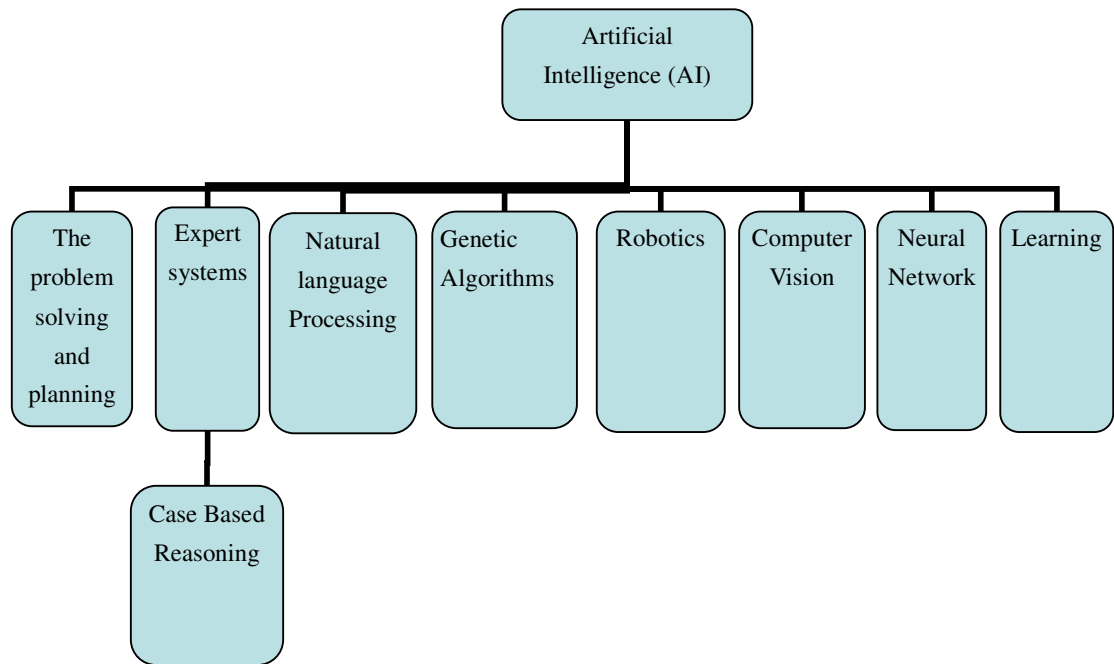 Artificial
Intelligence (AI)
The
problem
solving
and
planning
Expert
systems
Natural
language
Processing
Genetic
Algorithms
Robotics
Computer
Vision
Neural
Network
Learning
Case Based
Reasoning